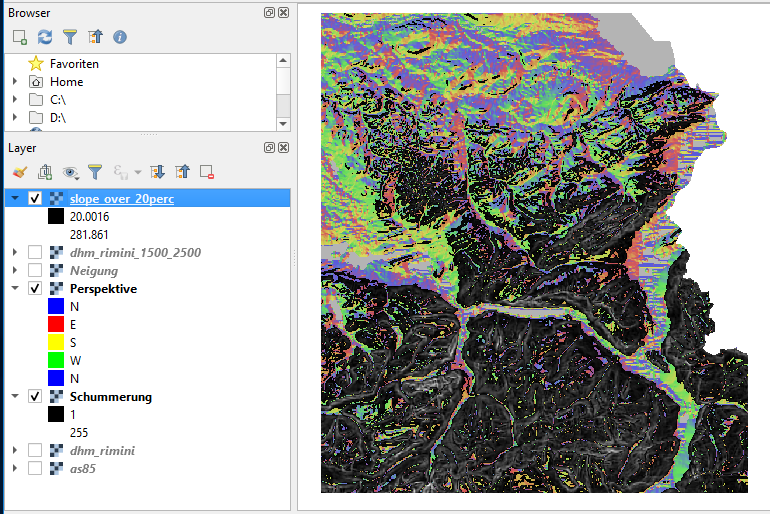 Browser
Favoriten
Home
C:\
D:\
Layer
slope_over_20perc
20.0016
281.861
dhm_rimini_1500_2500
Neigung
Perspektive
N
E
S
W
N
Schummerung
1
255
dhm_rimini
as85